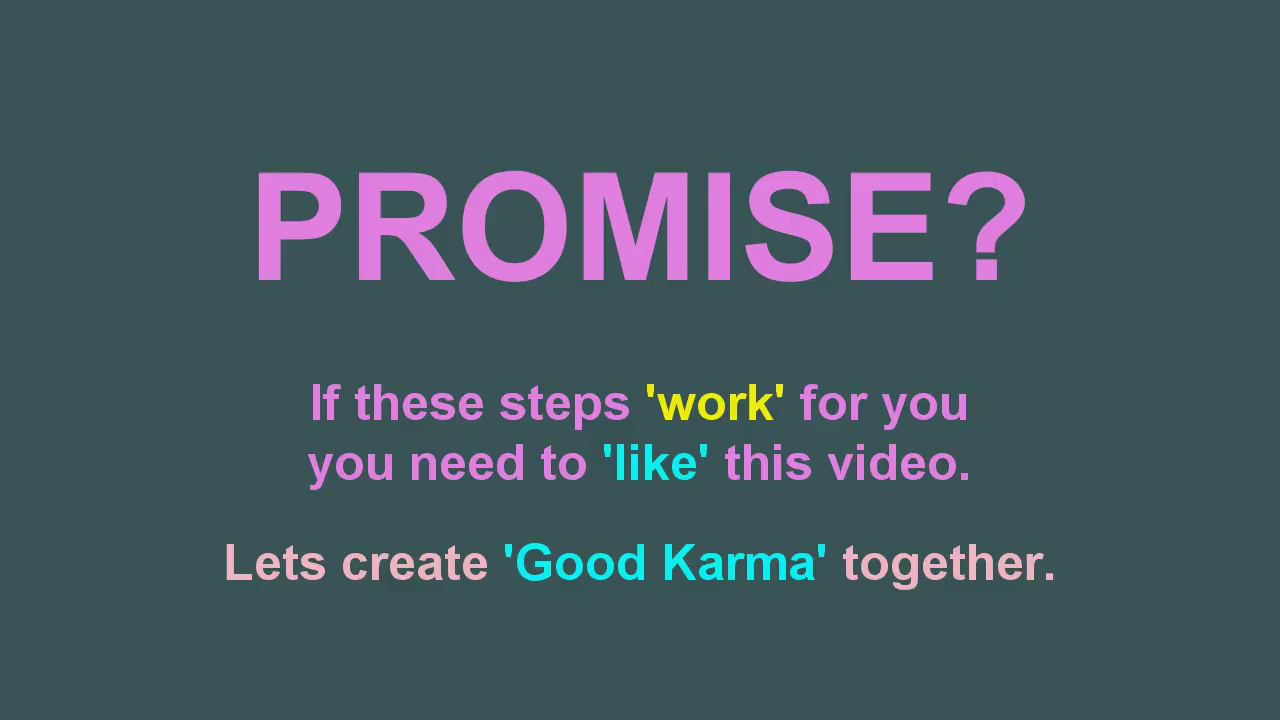 PROMISE?
If these steps 'work' for you
you need to 'like' this video.
Lets create 'Good Karma' together.